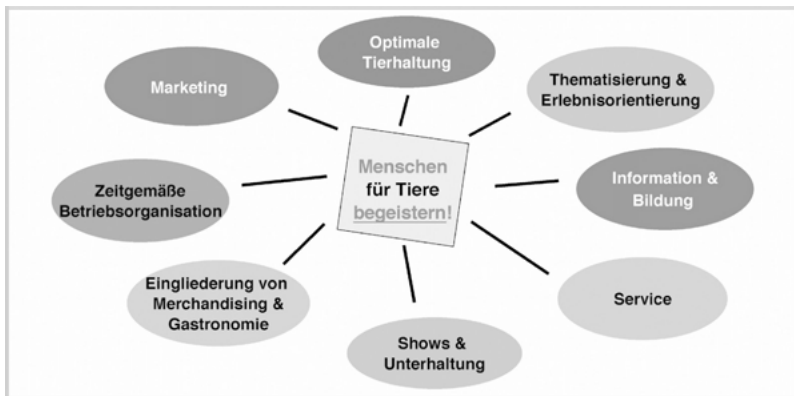 Optimale
Tierhaltung
Thematisierung &
Erlebnisorientierung
Information &
Bildung
Service
Shows &
Unterhaltung
Eingliederung von
Merchandising &
Gastronomie
Zeitgemäße
Betriebsorganisation
Marketing
Menschen
für Tiere
begeistern!